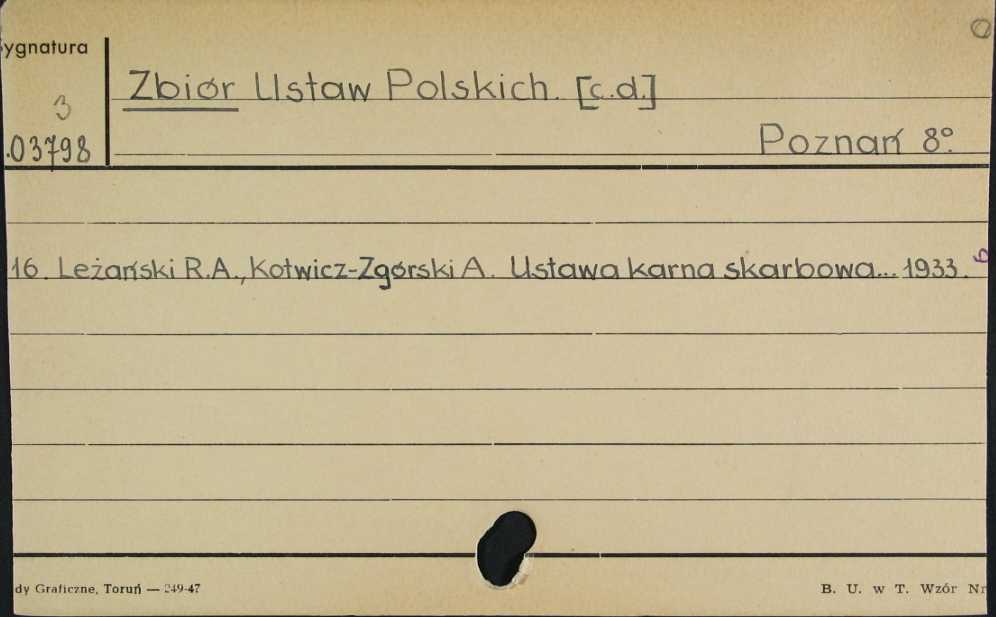 ygnatura
Zbiór Ustaw Polskich. [c.d.]
3
03798
Poznań 8°.
16. Leżański R.A., Kotwicz-Zgórski A. Ustawa karna skarbowa... 1933.
dy Graficzne, Toruń — 249-47
B. U. w T. Wzór Nr